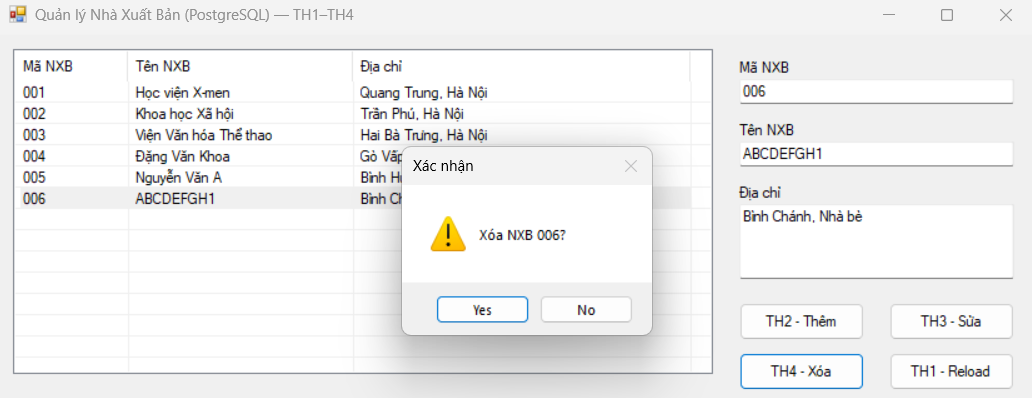 Quản lý Nhà Xuất Bản (PostgreSQL) — TH1–TH4
Mã NXB Tên NXB Địa chỉ
001 Học viện X-men Quang Trung, Hà Nội
002 Khoa học Xã hội Trần Phú, Hà Nội
003 Viện Văn hóa Thể thao Hai Bà Trưng, Hà Nội
004 Đặng Văn Khoa Gò Vấp
005 Nguyễn Văn A Bình
006 ABCDEFGH1 Bình
Xác nhận
Xóa NXB 006?
Yes No
Mã NXB
006
Tên NXB
ABCDEFGH1
Địa chỉ
Bình Chánh, Nhà bè
TH2 - Thêm TH3 - Sửa
TH4 - Xóa TH1 - Reload